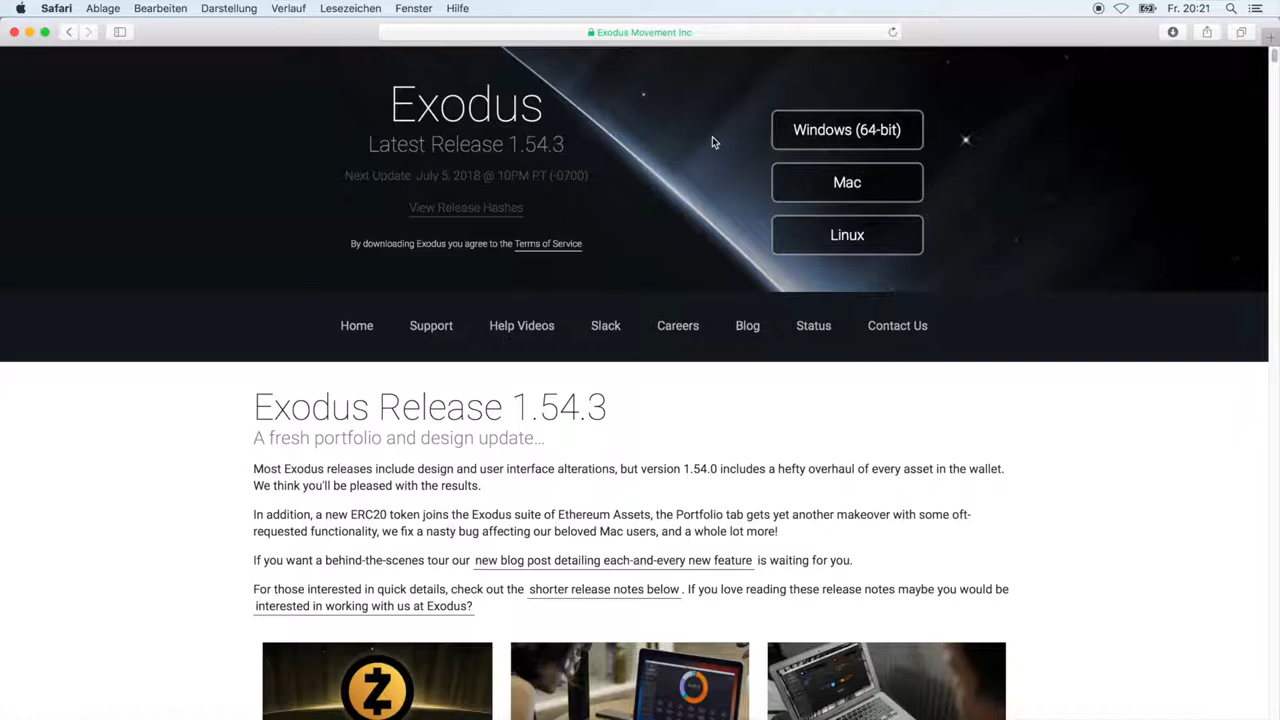 Safari Ablage Bearbeiten Darstellung Verlauf Lesezeichen Fenster Hilfe Fr. 20:21
Exodus Movement Inc
Exodus
Latest Release 1.54.3
Next Update July 5, 2018 @ 10PM PT (-0700)
View Release Hashes
By downloading Exodus you agree to the Terms of Service
Windows (64-bit)
Mac
Linux
Home Support Help Videos Slack Careers Blog Status Contact Us
Exodus Release 1.54.3
A fresh portfolio and design update...
Most Exodus releases include design and user interface alterations, but version 1.54.0 includes a hefty overhaul of every asset in the wallet.
We think you'll be pleased with the results.
In addition, a new ERC20 token joins the Exodus suite of Ethereum Assets, the Portfolio tab gets yet another makeover with some oft-
requested functionality, we fix a nasty bug affecting our beloved Mac users, and a whole lot more!
If you want a behind-the-scenes tour our new blog post detailing each-and-every new feature is waiting for you.
For those interested in quick details, check out the shorter release notes below. If you love reading these release notes maybe you would be
interested in working with us at Exodus?